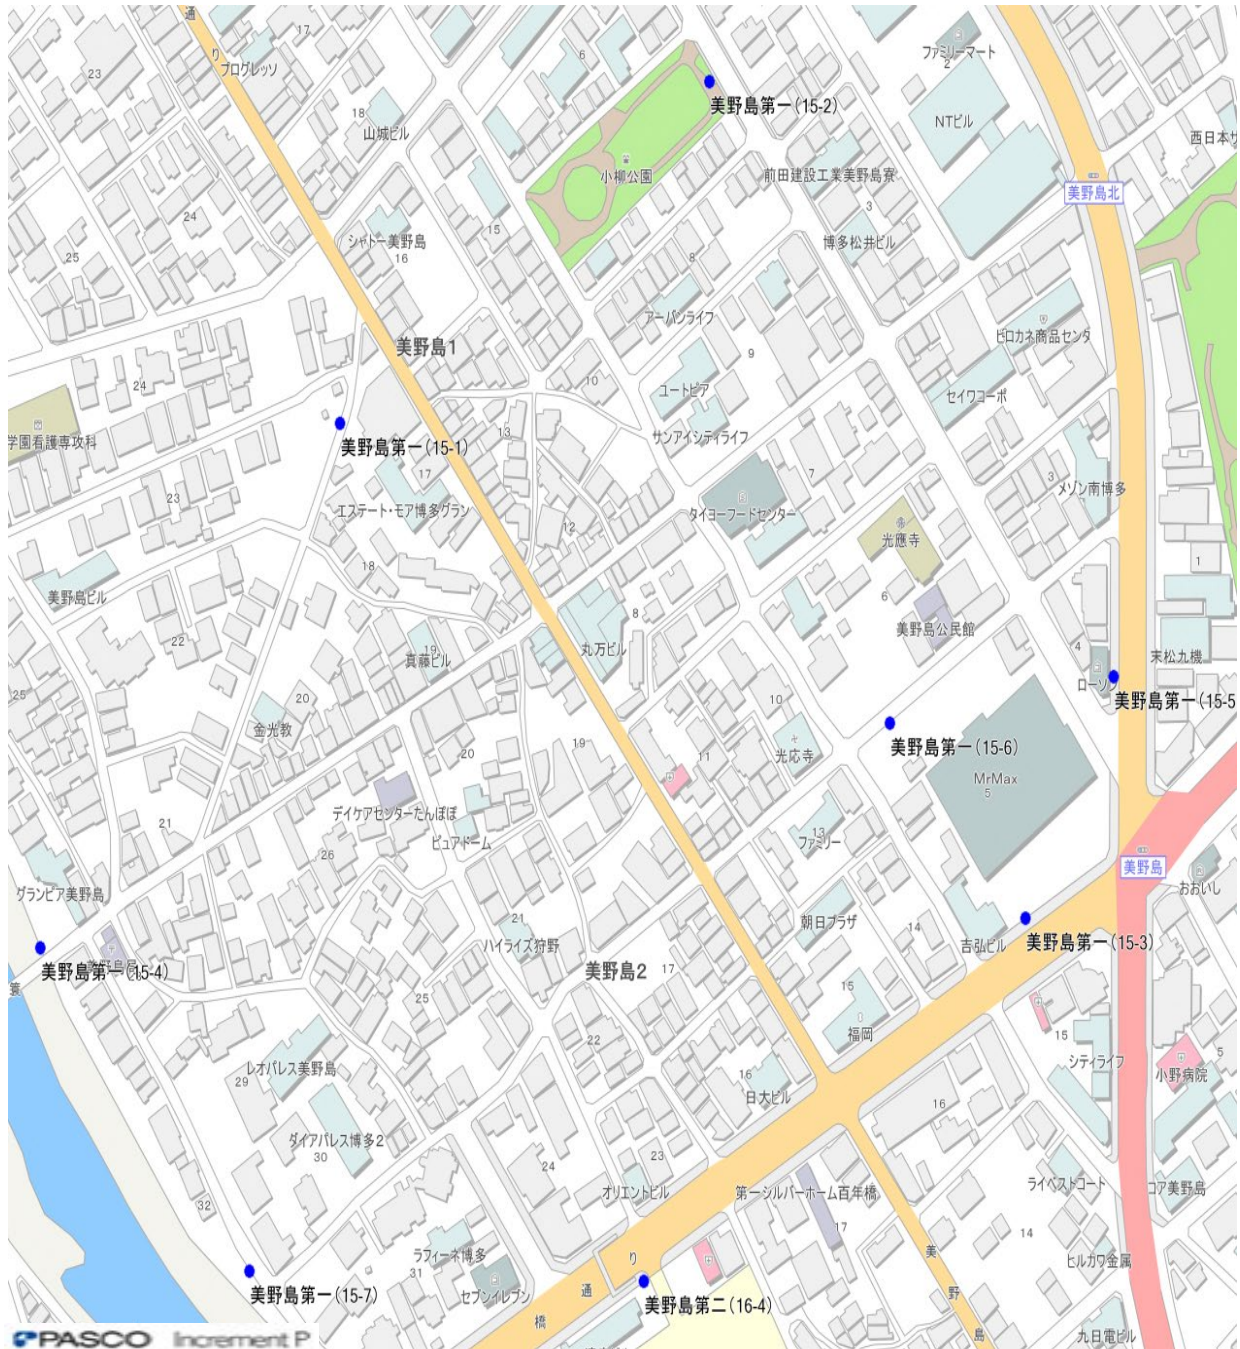 通
り
17
6
ファミリーマート
2
23
プログレッソ
18
山城ビル
美野島第一(15-2)
NTビル
西日本サ
小柳公園
前田建設工業美野島寮
美野島北
24
15
3
シャトー美野島
16
博多松井ビル
25
8
アーバンライフ
ヒロカネ商品センタ
美野島1
9
24
10
ユートピア
セイワコーポ
学園看護専攻科
美野島第一(15-1)
13
サンアイシティライフ
17
7
3
メゾン南博多
23
エステート・モア博多グラン
12
タイヨーフードセンター
光應寺
18
1
美野島ビル
8
6
22
19
真藤ビル
丸万ビル
美野島公民館
4
末松九機
25
20
ローソン
美野島第一(15-5
金光教
20
19
10
11
光応寺
美野島第一(15-6)
MrMax
5
デイケアセンターたんぽぽ
21
26
ピュアドーム
13
ファミリー
美野島
おおいし
グランピア美野島
21
ハイライズ狩野
朝日プラザ
14
吉弘ビル
美野島第一(15-3)
美野島第一(15-4)
美野島2
17
蓑
25
15
福岡
15
シティライフ
小野病院
5
22
レオパレス美野島
29
16
日大ビル
16
ダイアパレス博多2
30
24
23
オリエントビル
第一シルバーホーム百年橋
17
ライベストコート
コア美野島
32
14
ラフィーネ博多
31
り
美
ヒルカワ金属
美野島第一(15-7)
セブンイレブン
通
美野島第二(16-4)
野
橋
島
九日電ビル
PASCO Increment P